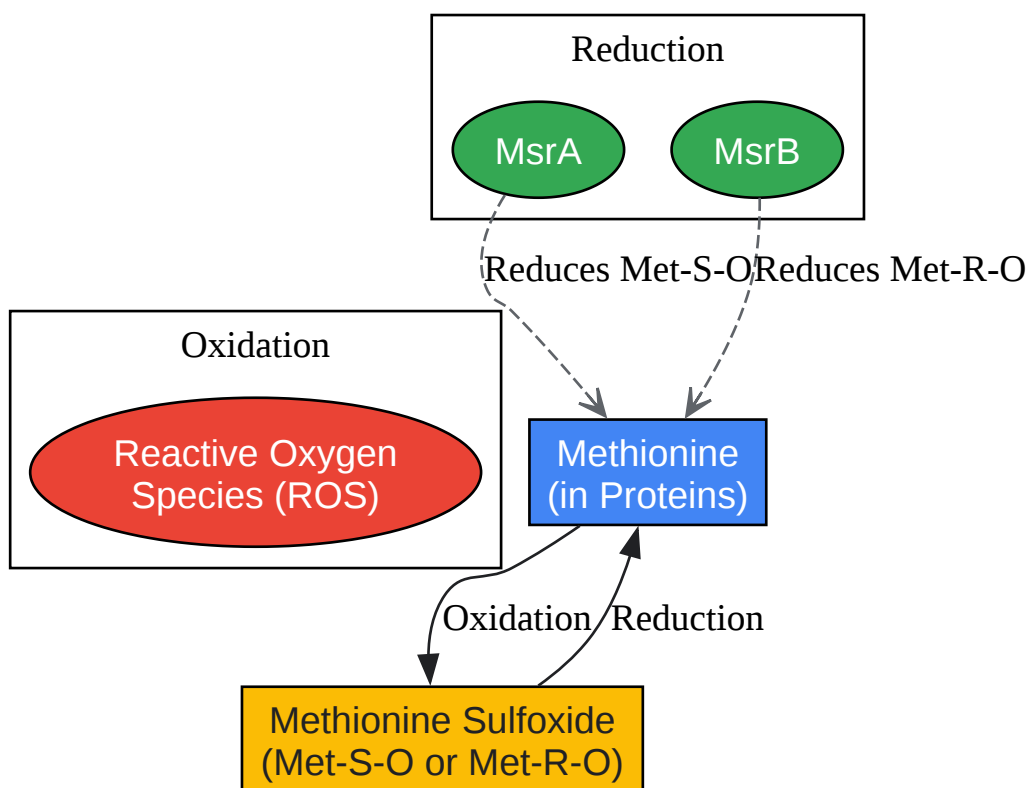 Reduction
MsrA
MsrB
Reduces Met-S-O
Reduces Met-R-O
Oxidation
Reactive Oxygen
Species (ROS)
Methionine
(in Proteins)
Oxidation
Reduction
Methionine Sulfoxide
(Met-S-O or Met-R-O)